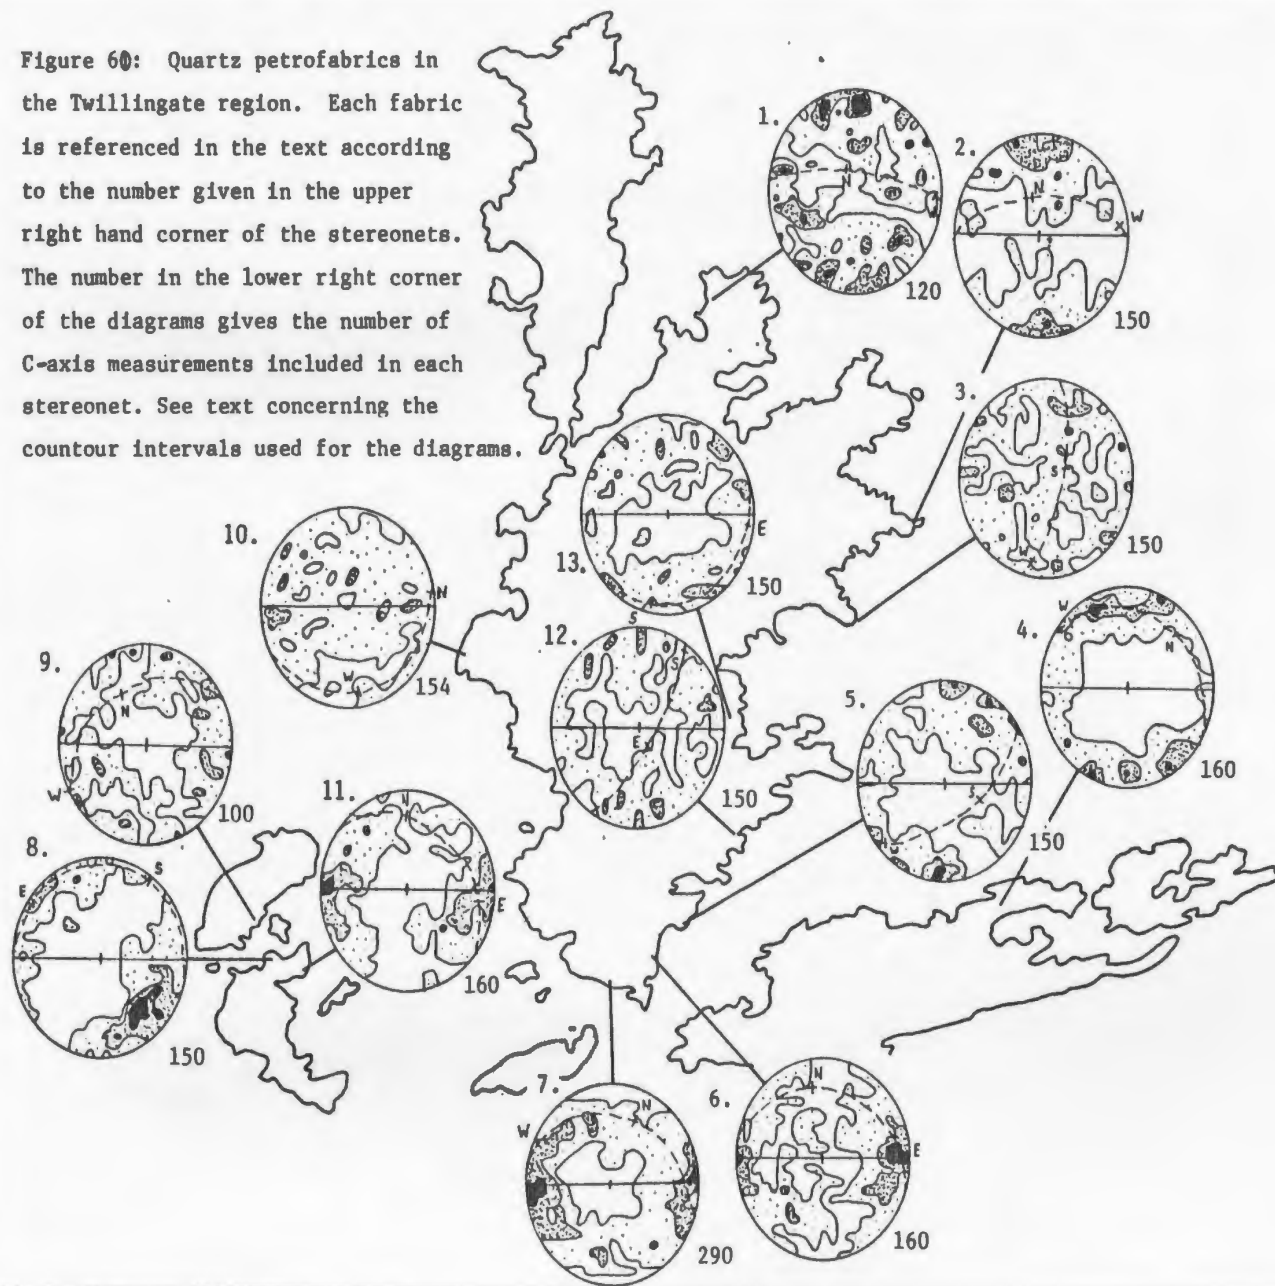 Figure 60: Quartz petrofabrics in
the Twillingate region. Each fabric
is referenced in the text according
to the number given in the upper
right hand corner of the stereonets.
The number in the lower right corner
of the diagrams gives the number of
C-axis measurements included in each
stereonet. See text concerning the
countour intervals used for the diagrams.
1.
N
W
120
2.
N
W
X
150
3.
S
W
150
4.
W
N
160
5.
S
X
W
150
6.
N
E
160
7.
W
N
290
8.
E
S
150
9.
N
W
100
10.
N
W
154
11.
N
X
E
160
12.
S
E
X
150
13.
E
S
150